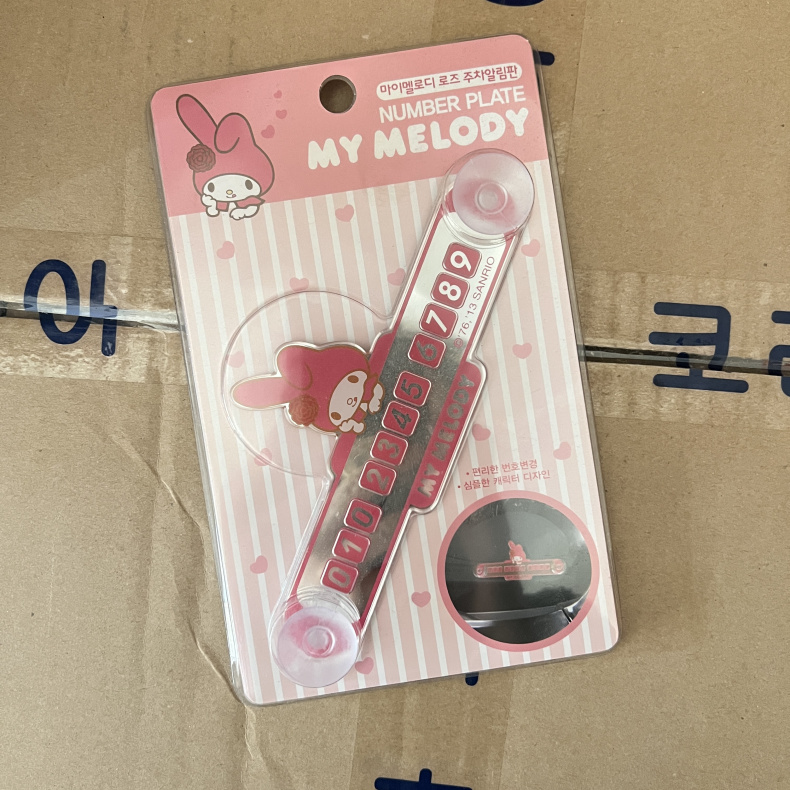 마이멜로디 로즈 주차알림판
NUMBER PLATE
MY MELODY
010 2345 6789
MY MELODY
©'76, '13 SANRIO
• 편리한 번호변경
• 심플한 캐릭터 디자인
아
코